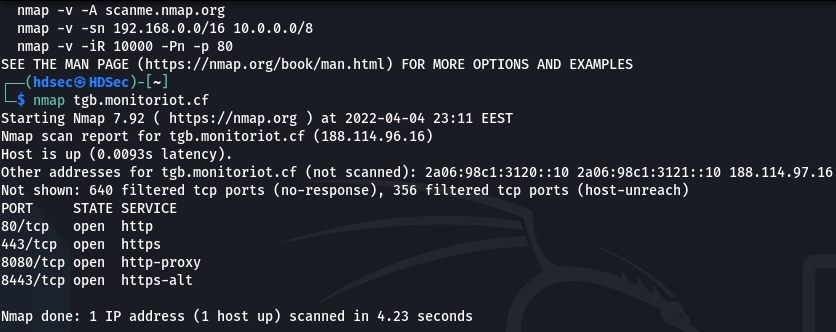 nmap -v -A scanme.nmap.org
nmap -v -sn 192.168.0.0/16 10.0.0.0/8
nmap -v -iR 10000 -Pn -p 80
SEE THE MAN PAGE (https://nmap.org/book/man.html) FOR MORE OPTIONS AND EXAMPLES
┌──(hdsec㉿HDSec)-[~]
└─$ nmap tgb.monitoriot.cf
Starting Nmap 7.92 ( https://nmap.org ) at 2022-04-04 23:11 EEST
Nmap scan report for tgb.monitoriot.cf (188.114.96.16)
Host is up (0.0093s latency).
Other addresses for tgb.monitoriot.cf (not scanned): 2a06:98c1:3120::10 2a06:98c1:3121::10 188.114.97.16
Not shown: 640 filtered tcp ports (no-response), 356 filtered tcp ports (host-unreach)
PORT     STATE SERVICE
80/tcp   open  http
443/tcp  open  https
8080/tcp open  http-proxy
8443/tcp open  https-alt
Nmap done: 1 IP address (1 host up) scanned in 4.23 seconds